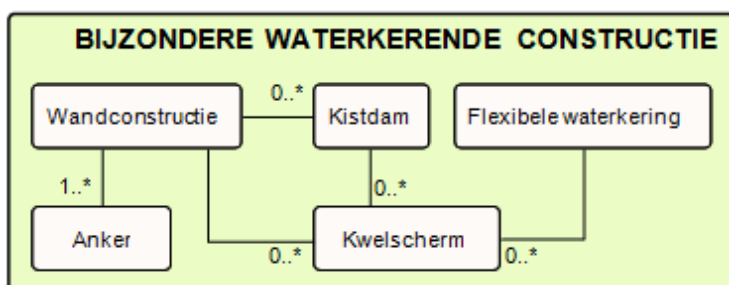 BIJZONDERE WATERKERENDE CONSTRUCTIE
0..*
Wandconstructie
Kistdam
Flexibele waterkering
1..*
0..*
Anker
Kwelscherm
0..*
0..*